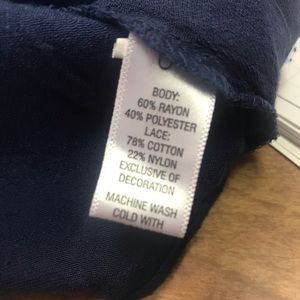 BODY:
60% RAYON
40% POLYESTER
LACE:
78% COTTON
22% NYLON
EXCLUSIVE OF
DECORATION
MACHINE WASH
COLD WITH